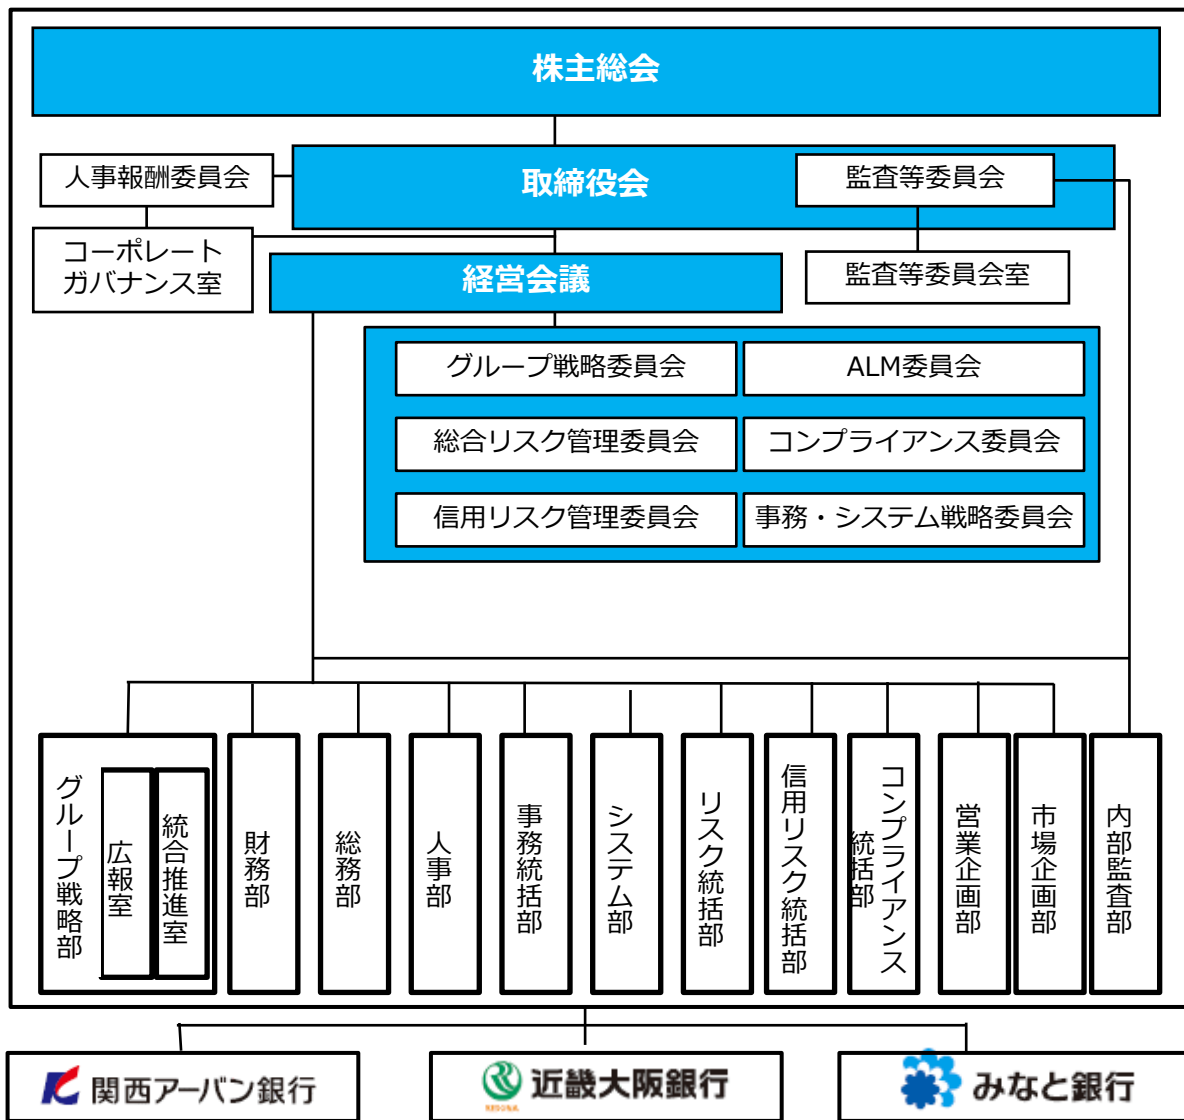 株主総会
人事報酬委員会
取締役会
監査等委員会
コーポレート
ガバナンス室
経営会議
監査等委員会室
グループ戦略委員会
ALM委員会
総合リスク管理委員会
コンプライアンス委員会
信用リスク管理委員会
事務・システム戦略委員会
グループ戦略部
広報室
統合推進室
財務部
総務部
人事部
事務統括部
システム部
リスク統括部
信用リスク統括部
コンプライアンス
統括部
営業企画部
市場企画部
内部監査部
関西アーバン銀行
RESONA
近畿大阪銀行
みなと銀行